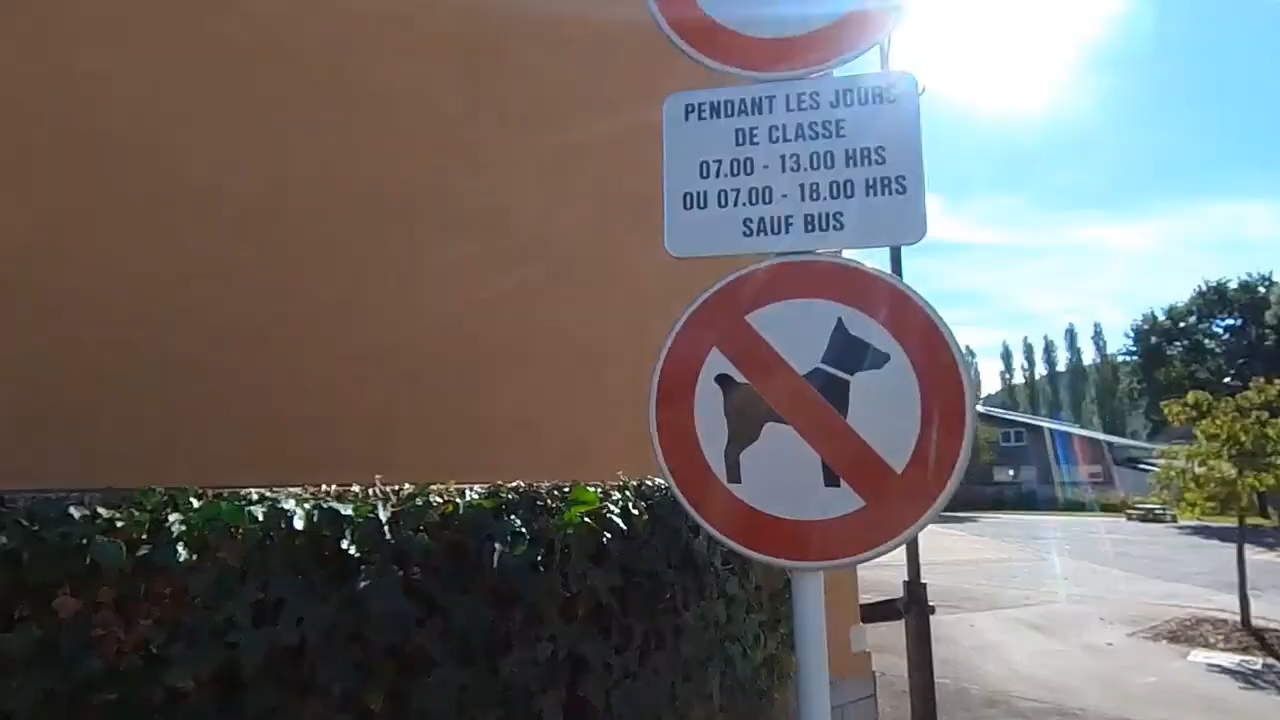 PENDANT LES JOURS
DE CLASSE
07.00 - 13.00 HRS
OU 07.00 - 18.00 HRS
SAUF BUS